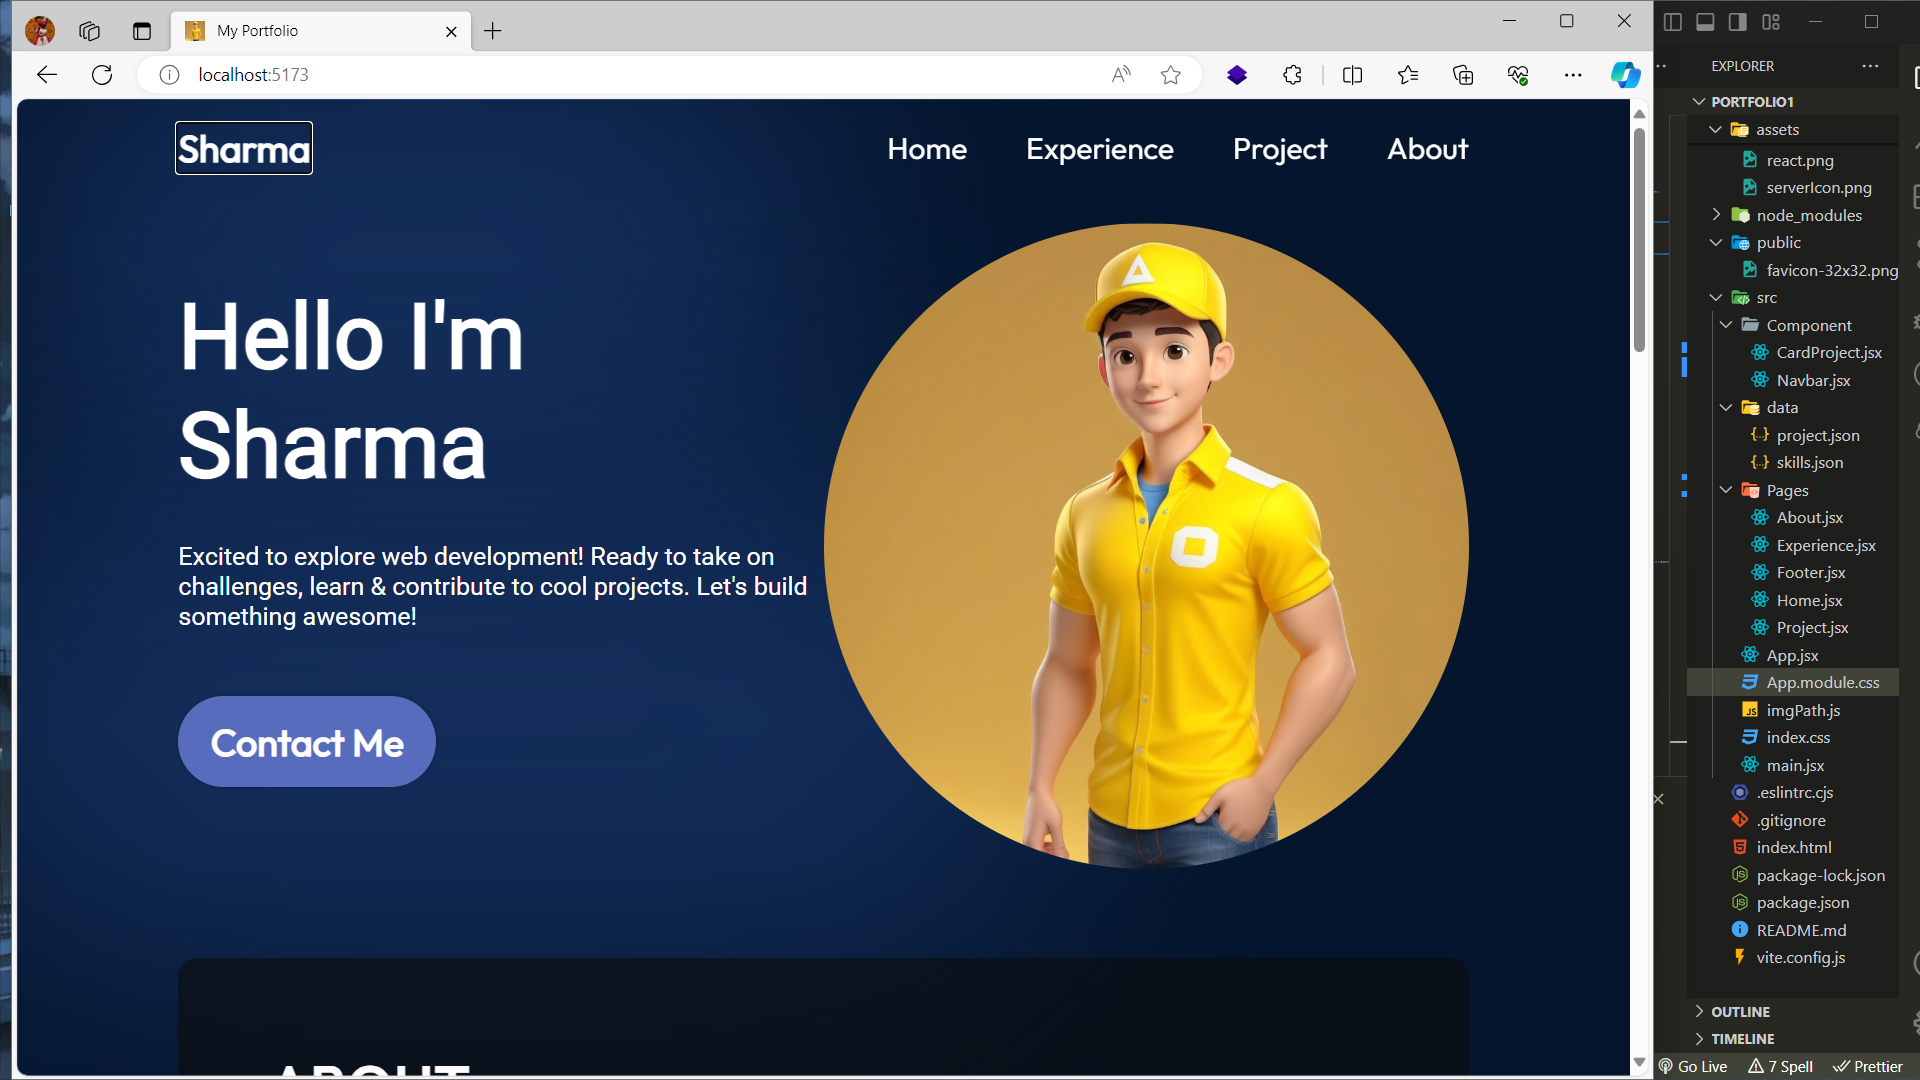 My Portfolio
localhost:5173
Sharma
Home
Experience
Project
About
Hello I'm
Sharma
Excited to explore web development! Ready to take on
challenges, learn & contribute to cool projects. Let's build
something awesome!
Contact Me
ABOUT
EXPLORER
PORTFOLIO1
assets
react.png
serverIcon.png
node_modules
public
favicon-32x32.png
src
Component
CardProject.jsx
Navbar.jsx
data
project.json
skills.json
Pages
About.jsx
Experience.jsx
Footer.jsx
Home.jsx
Project.jsx
App.jsx
App.module.css
imgPath.js
index.css
main.jsx
.eslintrc.cjs
.gitignore
index.html
package-lock.json
package.json
README.md
vite.config.js
OUTLINE
TIMELINE
Go Live
7 Spell
Prettier